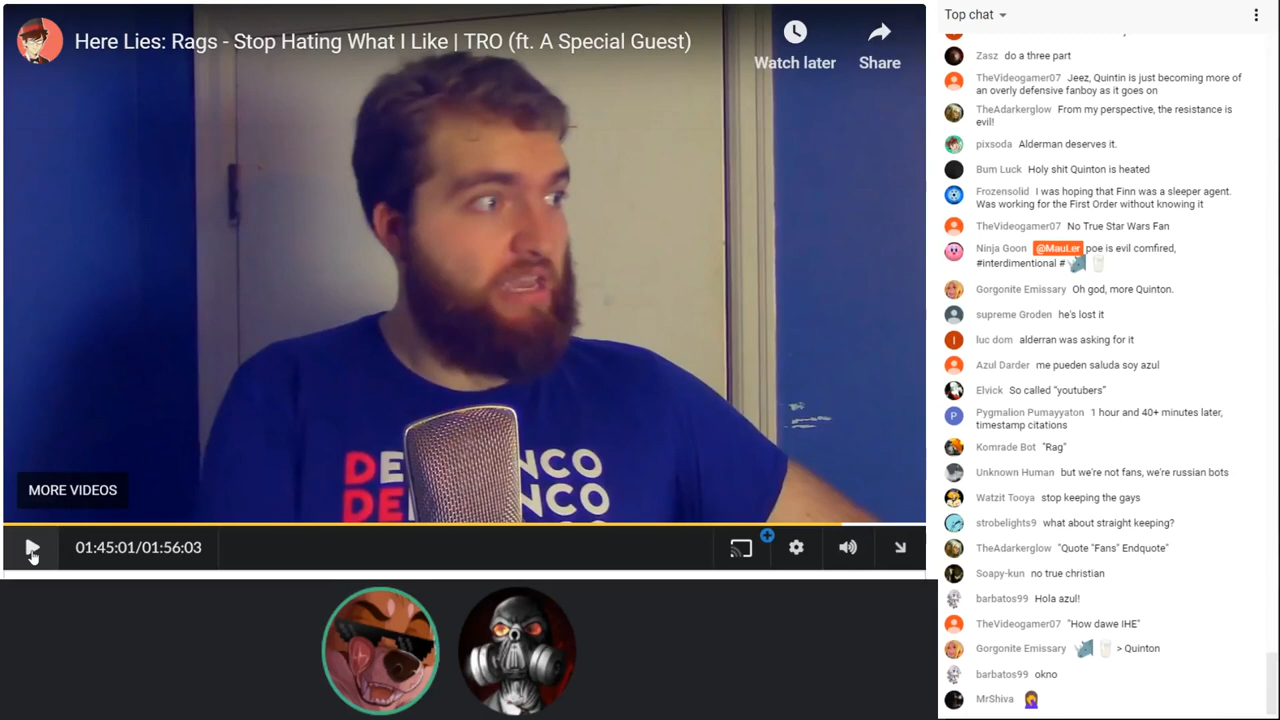 Here Lies: Rags - Stop Hating What I Like | TRO (ft. A Special Guest)
Watch later
Share
MORE VIDEOS
01:45:01/01:56:03
Top chat
Zasz do a three part
TheVideogamer07 Jeez, Quintin is just becoming more of
an overly defensive fanboy as it goes on
TheAdarkerglow From my perspective, the resistance is
evil!
pixsoda Alderman deserves it.
Bum Luck Holy shit Quinton is heated
Frozensolid I was hoping that Finn was a sleeper agent.
Was working for the First Order without knowing it
TheVideogamer07 No True Star Wars Fan
Ninja Goon @MauLer poe is evil comfired,
#interdimentional #
Gorgonite Emissary Oh god, more Quinton.
supreme Groden he's lost it
luc dom alderran was asking for it
Azul Darder me pueden saluda soy azul
Elvick So called "youtubers"
Pygmalion Pumayyaton 1 hour and 40+ minutes later,
timestamp citations
Komrade Bot "Rag"
Unknown Human but we're not fans, we're russian bots
Watzit Tooya stop keeping the gays
strobelights9 what about straight keeping?
TheAdarkerglow "Quote "Fans" Endquote"
Soapy-kun no true christian
barbatos99 Hola azul!
TheVideogamer07 "How dawe IHE"
Gorgonite Emissary > Quinton
barbatos99 okno
MrShiva